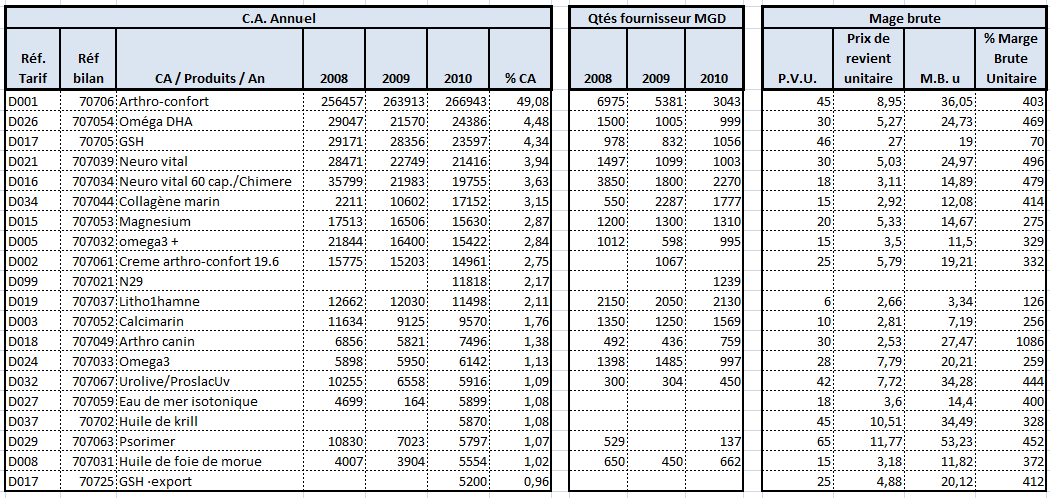 C.A. Annuel Qtés fournisseur MGD Mage brute
Réf. Tarif Réf bilan CA / Produits / An 2008 2009 2010 % CA 2008 2009 2010 P.V.U. Prix de revient unitaire M.B. u % Marge Brute Unitaire
D001 70706 Arthro-confort 256457 263913 266943 49,08 6975 5381 3043 45 8,95 36,05 403
D026 707054 Oméga DHA 29047 21570 24386 4,48 1500 1005 999 30 5,27 24,73 469
D017 70705 GSH 29171 28356 23597 4,34 978 832 1056 46 27 19 70
D021 707039 Neuro vital 28471 22749 21416 3,94 1497 1099 1003 30 5,03 24,97 496
D016 707034 Neuro vital 60 cap./Chimere 35799 21983 19755 3,63 3850 1800 2270 18 3,11 14,89 479
D034 707044 Collagène marin 2211 10602 17152 3,15 550 2287 1777 15 2,92 12,08 414
D015 707053 Magnesium 17513 16506 15630 2,87 1200 1300 1310 20 5,33 14,67 275
D005 707032 omega3 + 21844 16400 15422 2,84 1012 598 995 15 3,5 11,5 329
D002 707061 Creme arthro-confort 19.6 15775 15203 14961 2,75 1067 25 5,79 19,21 332
D099 707021 N29 11818 2,17 1239
D019 707037 Litho1hamne 12662 12030 11498 2,11 2150 2050 2130 6 2,66 3,34 126
D003 707052 Calcimarin 11634 9125 9570 1,76 1350 1250 1569 10 2,81 7,19 256
D018 707049 Arthro canin 6856 5821 7496 1,38 492 436 759 30 2,53 27,47 1086
D024 707033 Omega3 5898 5950 6142 1,13 1398 1485 997 28 7,79 20,21 259
D032 707067 Urolive/ProslacUv 10255 6558 5916 1,09 300 304 450 42 7,72 34,28 444
D027 707059 Eau de mer isotonique 4699 164 5899 1,08 18 3,6 14,4 400
D037 70702 Huile de krill 5870 1,08 45 10,51 34,49 328
D029 707063 Psorimer 10830 7023 5797 1,07 529 137 65 11,77 53,23 452
D008 707031 Huile de foie de morue 4007 3904 5554 1,02 650 450 662 15 3,18 11,82 372
D017 70725 GSH ·export 5200 0,96 25 4,88 20,12 412